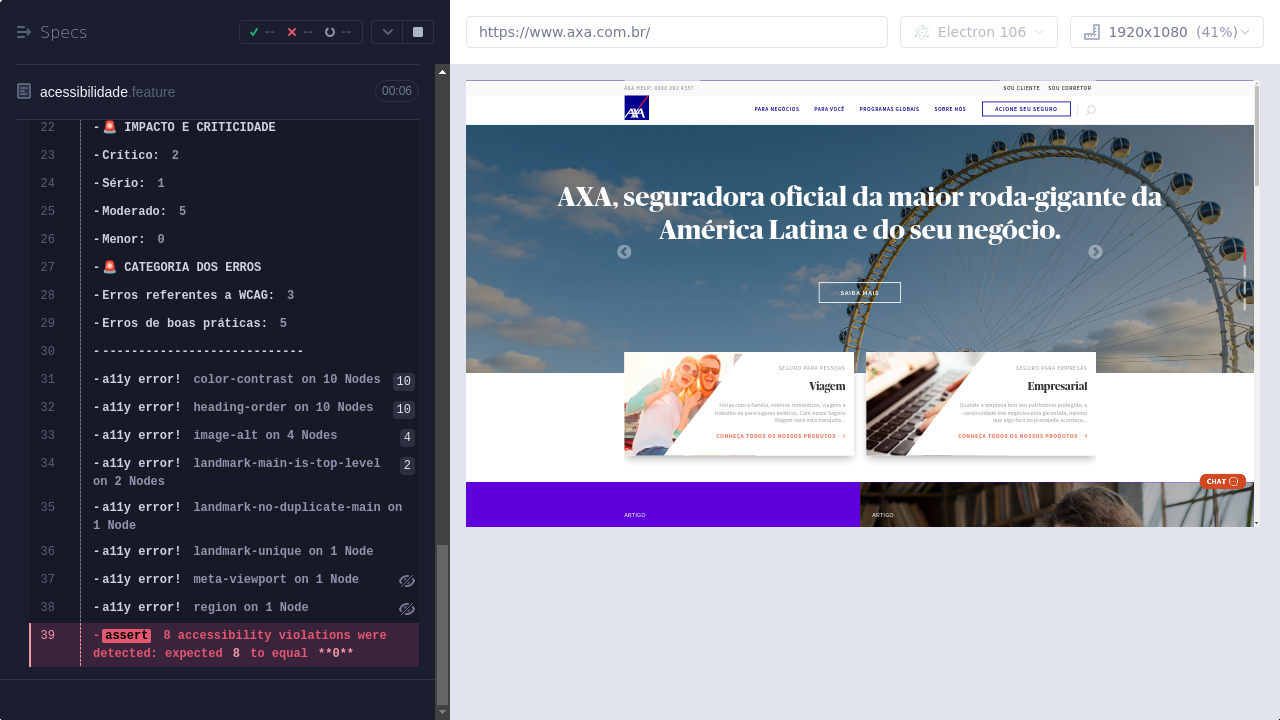 Specs
--
--
--
https://www.axa.com.br/
Electron 106
1920x1080 (41%)
acessibilidade.feature
00:06
22 -🚨 IMPACTO E CRITICIDADE
23 -Crítico: 2
24 -Sério: 1
25 -Moderado: 5
26 -Menor: 0
27 -🚨 CATEGORIA DOS ERROS
28 -Erros referentes a WCAG: 3
29 -Erros de boas práticas: 5
30 -----------------------------
31 -a11y error! color-contrast on 10 Nodes 10
32 -a11y error! heading-order on 10 Nodes 10
33 -a11y error! image-alt on 4 Nodes 4
34 -a11y error! landmark-main-is-top-level 2
on 2 Nodes
35 -a11y error! landmark-no-duplicate-main on
1 Node
36 -a11y error! landmark-unique on 1 Node
37 -a11y error! meta-viewport on 1 Node
38 -a11y error! region on 1 Node
39 -assert 8 accessibility violations were
detected: expected 8 to equal **0**
AXA HELP: 0800 292 4357
SOU CLIENTE SOU CORRETOR
AXA
PARA NEGÓCIOS PARA VOCÊ PROGRAMAS GLOBAIS SOBRE NÓS ACIONE SEU SEGURO
AXA, seguradora oficial da maior roda-gigante da
América Latina e do seu negócio.
SAIBA MAIS
SEGURO PARA PESSOAS
Viagem
Férias com a família, roteiros românticos, viagens a
trabalho ou para lugares exóticos. Com nosso Seguro
Viagem você está tranquilo...
CONHEÇA TODOS OS NOSSOS PRODUTOS
SEGURO PARA EMPRESAS
Empresarial
Quando a empresa tem seu patrimônio protegido, a
continuidade dos negócios está garantida, mesmo
que algo fora do planejado aconteça...
CONHEÇA TODOS OS NOSSOS PRODUTOS
CHAT
ARTIGO
ARTIGO